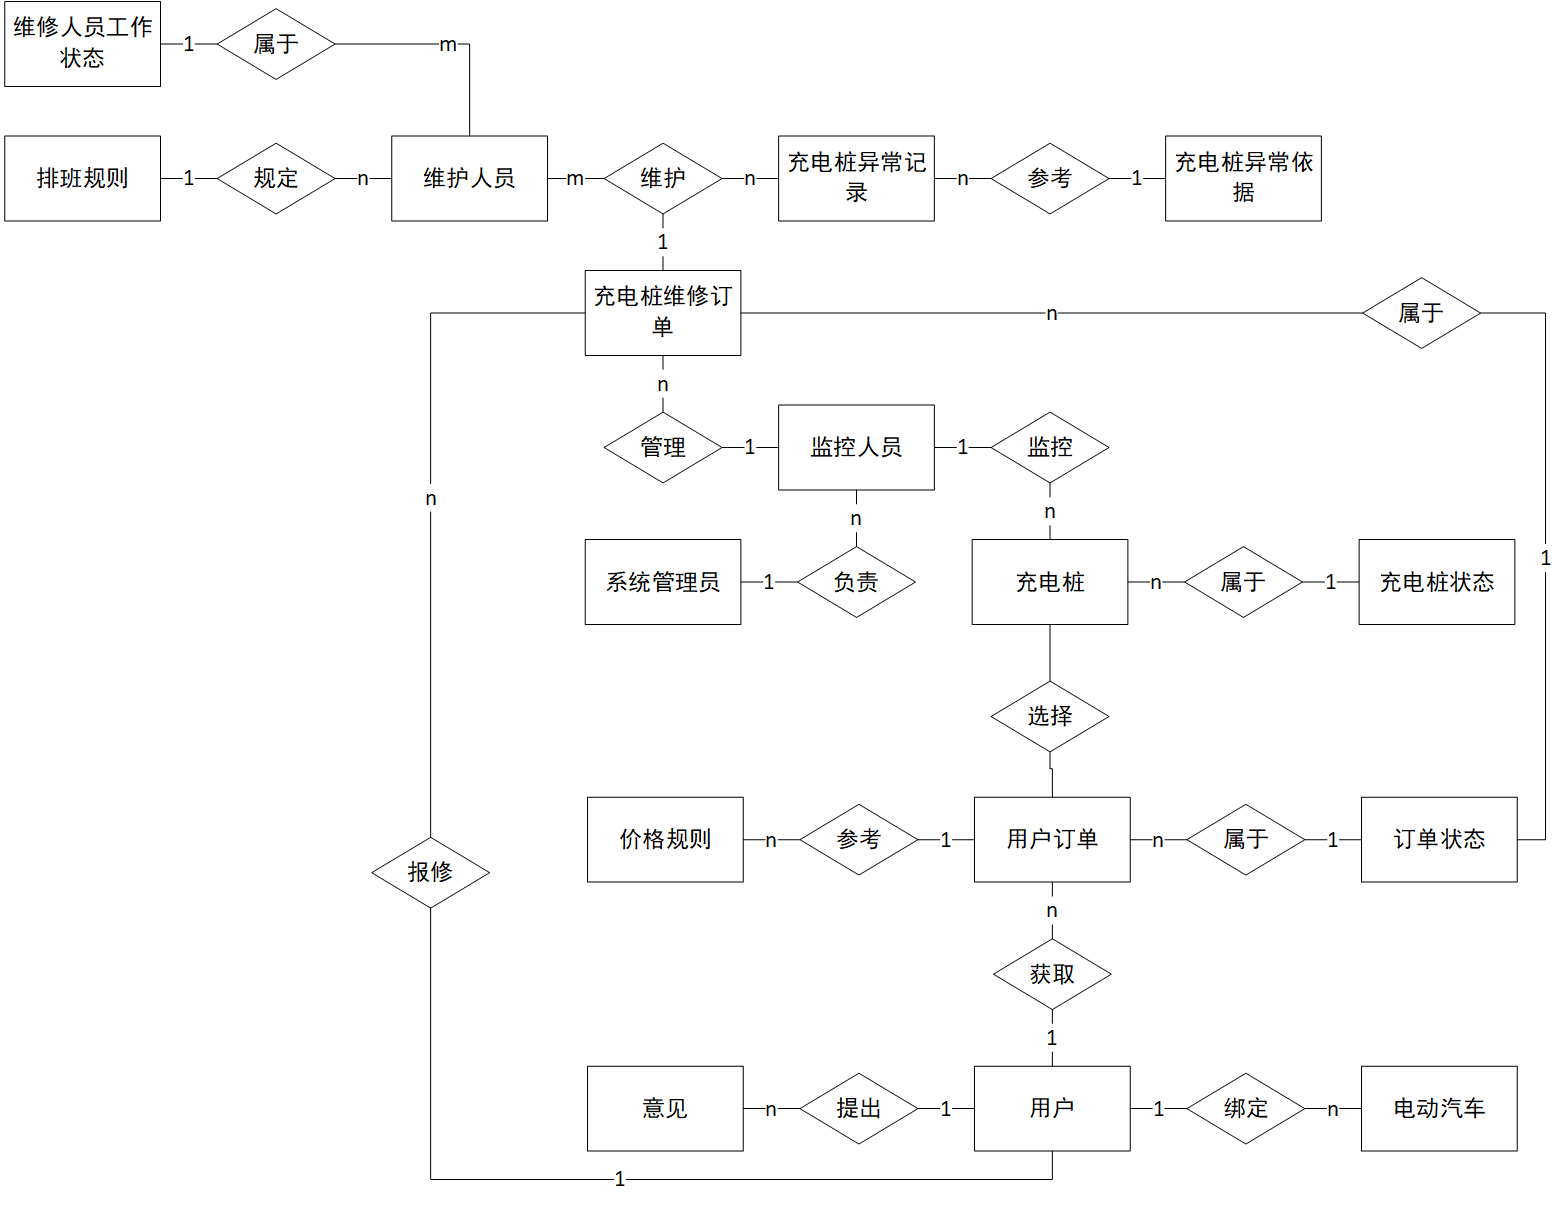 维修人员工作
状态
1
属于
m
排班规则
1
规定
n
维护人员
m
维护
n
充电桩异常记
录
n
参考
1
充电桩异常依
据
1
充电桩维修订
单
n
属于
n
管理
1
监控人员
1
监控
n
n
n
系统管理员
1
负责
充电桩
n
属于
1
充电桩状态
1
选择
价格规则
n
参考
1
用户订单
n
属于
1
订单状态
报修
n
获取
1
意见
n
提出
1
用户
1
绑定
n
电动汽车
1